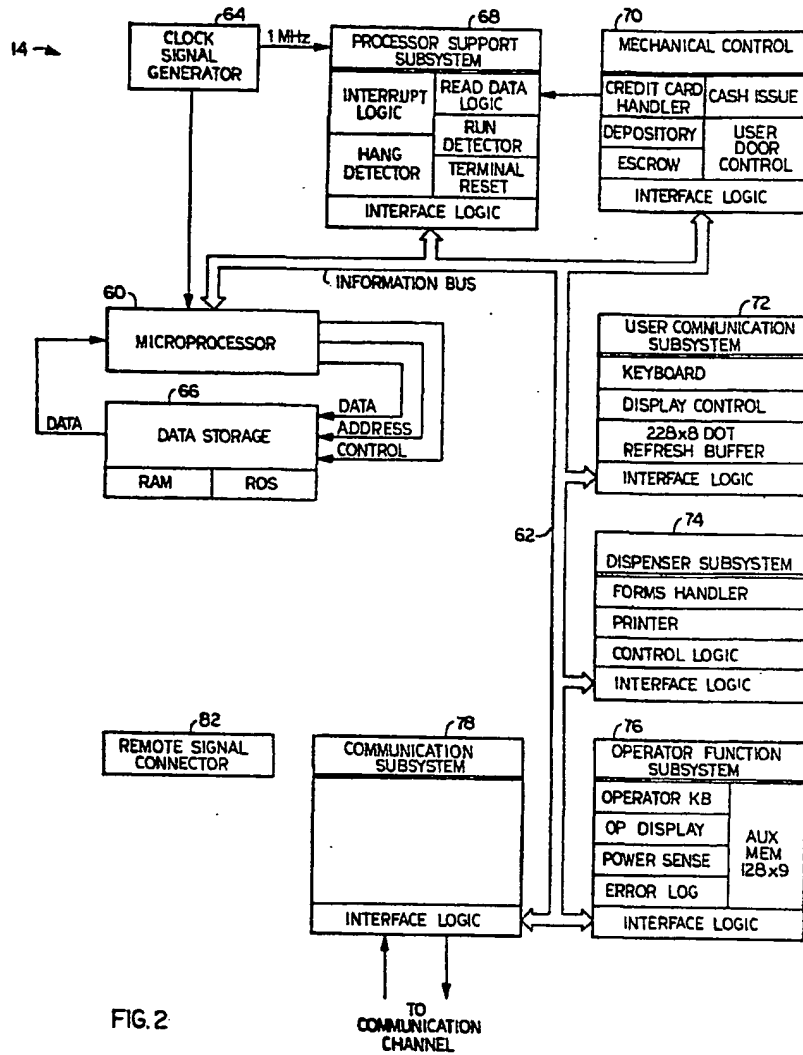 14
64
CLOCK
SIGNAL
GENERATOR
1 MHz
68
PROCESSOR SUPPORT
SUBSYSTEM
INTERRUPT
LOGIC
HANG
DETECTOR
READ DATA
LOGIC
RUN
DETECTOR
TERMINAL
RESET
INTERFACE LOGIC
70
MECHANICAL CONTROL
CREDIT CARD
HANDLER
CASH ISSUE
DEPOSITORY
ESCROW
USER
DOOR
CONTROL
INTERFACE LOGIC
INFORMATION BUS
60
MICROPROCESSOR
66
DATA
DATA STORAGE
RAM
ROS
DATA
ADDRESS
CONTROL
72
USER COMMUNICATION
SUBSYSTEM
KEYBOARD
DISPLAY CONTROL
228x8 DOT
REFRESH BUFFER
INTERFACE LOGIC
62
74
DISPENSER SUBSYSTEM
FORMS HANDLER
PRINTER
CONTROL LOGIC
INTERFACE LOGIC
82
REMOTE SIGNAL
CONNECTOR
78
COMMUNICATION
SUBSYSTEM
INTERFACE LOGIC
76
OPERATOR FUNCTION
SUBSYSTEM
OPERATOR KB
OP DISPLAY
POWER SENSE
ERROR LOG
AUX
MEM
128x9
INTERFACE LOGIC
TO
COMMUNICATION
CHANNEL
FIG. 2